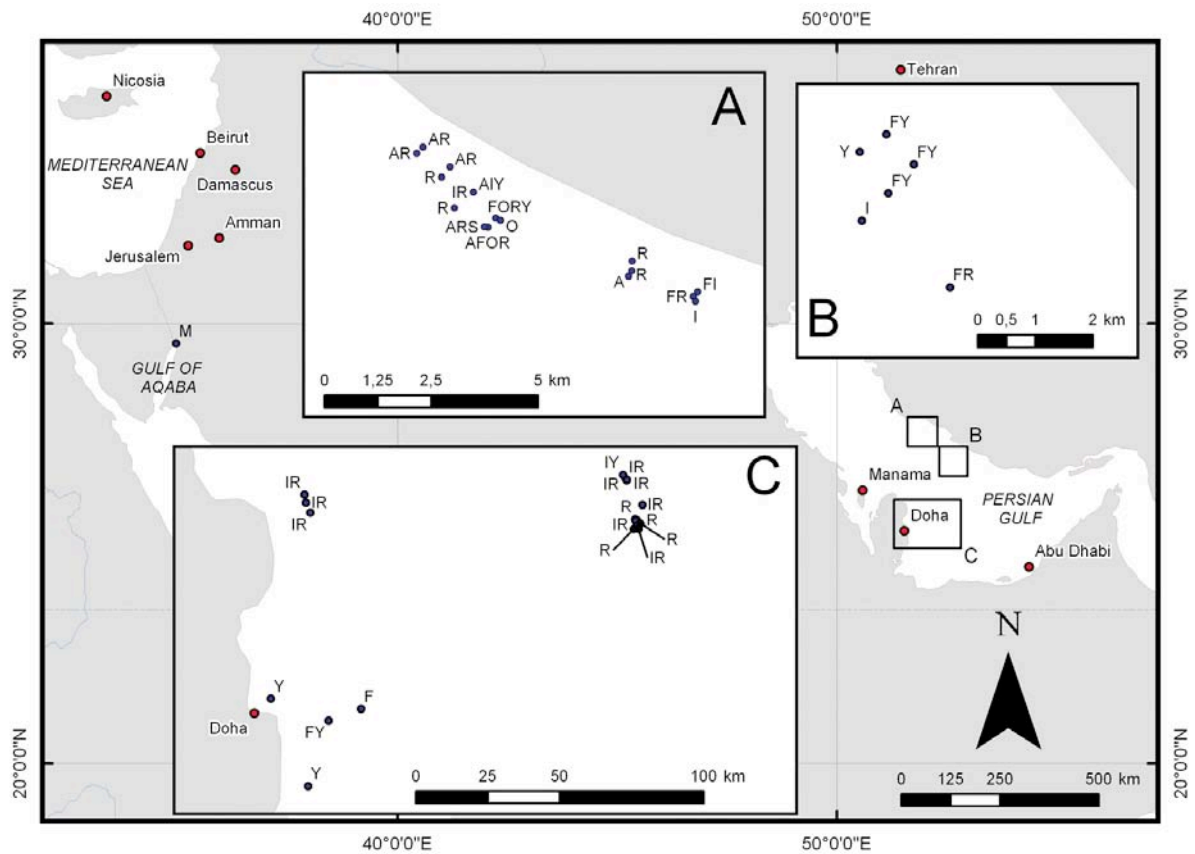 40°0'0"E
50°0'0"E
Nicosia
Tehran
A
B
Beirut
MEDITERRANEAN
SEA
Damascus
Amman
Jerusalem
AR
AR
AR
R
IR
AIY
R
FORY
ARS
O
AFOR
R
A
R
FI
FR
I
FY
Y
FY
FY
I
FR
0
0,5
1
2
km
0
1,25
2,5
5
km
30°0'0"N
30°0'0"N
M
GULF OF
AQABA
C
IR
IR
IR
IY
IR
IR
IR
IR
R
IR
R
R
R
IR
Y
F
Doha
FY
Y
0
25
50
100
km
A
B
Manama
PERSIAN
GULF
Doha
Abu Dhabi
C
N
0
125
250
500
km
20°0'0"N
20°0'0"N
40°0'0"E
50°0'0"E